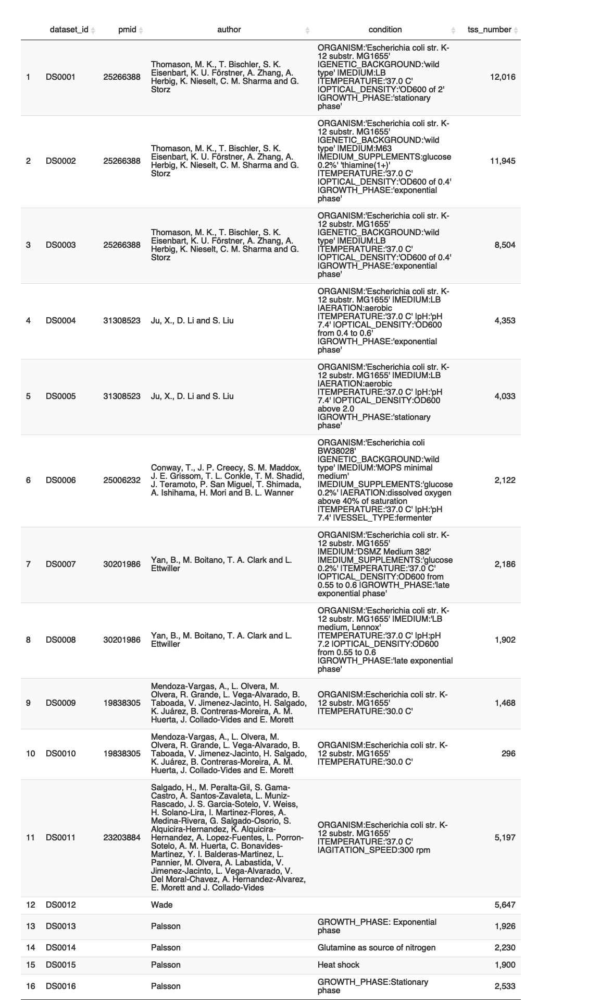 dataset_id pmid author condition tss_number
1 DS0001 25266388 Thomason, M. K., T. Bischler, S. K.
Eisenbart, K. U. Förstner, A. Zhang, A.
Herbig, K. Nieselt, C. M. Sharma and G.
Storz
ORGANISM:'Escherichia coli str. K-
12 substr. MG1655'
|GENETIC_BACKGROUND:'wild
type' |MEDIUM:LB
|TEMPERATURE:'37.0 C'
|OPTICAL_DENSITY:'OD600 of 2'
|GROWTH_PHASE:'stationary
phase'
12,016
2 DS0002 25266388 Thomason, M. K., T. Bischler, S. K.
Eisenbart, K. U. Förstner, A. Zhang, A.
Herbig, K. Nieselt, C. M. Sharma and G.
Storz
ORGANISM:'Escherichia coli str. K-
12 substr. MG1655'
|GENETIC_BACKGROUND:'wild
type' |MEDIUM:M63
|MEDIUM_SUPPLEMENTS:glucose
0.2%' 'thiamine(1+)'
|TEMPERATURE:'37.0 C'
|OPTICAL_DENSITY:'OD600 of 0.4'
|GROWTH_PHASE:'exponential
phase'
11,945
3 DS0003 25266388 Thomason, M. K., T. Bischler, S. K.
Eisenbart, K. U. Förstner, A. Zhang, A.
Herbig, K. Nieselt, C. M. Sharma and G.
Storz
ORGANISM:'Escherichia coli str. K-
12 substr. MG1655'
|GENETIC_BACKGROUND:'wild
type' |MEDIUM:LB
|TEMPERATURE:'37.0 C'
|OPTICAL_DENSITY:'OD600 of 0.4'
|GROWTH_PHASE:'exponential
phase'
8,504
4 DS0004 31308523 Ju, X., D. Li and S. Liu
ORGANISM:'Escherichia coli str. K-
12 substr. MG1655' |MEDIUM:LB
|AERATION:aerobic
|TEMPERATURE:'37.0 C' |pH:'pH
7.4' |OPTICAL_DENSITY:'OD600
from 0.4 to 0.6'
|GROWTH_PHASE:'exponential
phase'
4,353
5 DS0005 31308523 Ju, X., D. Li and S. Liu
ORGANISM:'Escherichia coli str. K-
12 substr. MG1655' |MEDIUM:LB
|AERATION:aerobic
|TEMPERATURE:'37.0 C' |pH:'pH
7.4' |OPTICAL_DENSITY:OD600
above 2.0
|GROWTH_PHASE:'stationary
phase'
4,033
6 DS0006 25006232 Conway, T., J. P. Creecy, S. M. Maddox,
J. E. Grissom, T. L. Conkle, T. M. Shadid,
J. Teramoto, P. San Miguel, T. Shimada,
A. Ishihama, H. Mori and B. L. Wanner
ORGANISM:'Escherichia coli
BW38028'
|GENETIC_BACKGROUND:'wild
type' |MEDIUM:'MOPS minimal
medium'
|MEDIUM_SUPPLEMENTS:'glucose
0.2%' |AERATION:dissolved oxygen
above 40% of saturation
|TEMPERATURE:'37.0 C' |pH:'pH
7.4' |VESSEL_TYPE:fermenter
2,122
7 DS0007 30201986 Yan, B., M. Boitano, T. A. Clark and L.
Ettwiller
ORGANISM:'Escherichia coli str. K-
12 substr. MG1655'
|MEDIUM:'DSMZ Medium 382'
|MEDIUM_SUPPLEMENTS:'glucose
0.2%' |TEMPERATURE:'37.0 C'
|OPTICAL_DENSITY:OD600 from
0.55 to 0.6 |GROWTH_PHASE:'late
exponential phase'
2,186
8 DS0008 30201986 Yan, B., M. Boitano, T. A. Clark and L.
Ettwiller
ORGANISM:'Escherichia coli str. K-
12 substr. MG1655' |MEDIUM:'LB
medium, Lennox'
|TEMPERATURE:'37.0 C' |pH:pH
7.2 |OPTICAL_DENSITY:OD600
from 0.55 to 0.6
|GROWTH_PHASE:'late exponential
phase'
1,902
9 DS0009 19838305 Mendoza-Vargas, A., L. Olvera, M.
Olvera, R. Grande, L. Vega-Alvarado, B.
Taboada, V. Jimenez-Jacinto, H. Salgado,
K. Juárez, B. Contreras-Moreira, A. M.
Huerta, J. Collado-Vides and E. Morett
ORGANISM:Escherichia coli str. K-
12 substr. MG1655'
|TEMPERATURE:'30.0 C'
1,468
10 DS0010 19838305 Mendoza-Vargas, A., L. Olvera, M.
Olvera, R. Grande, L. Vega-Alvarado, B.
Taboada, V. Jimenez-Jacinto, H. Salgado,
K. Juárez, B. Contreras-Moreira, A. M.
Huerta, J. Collado-Vides and E. Morett
ORGANISM:Escherichia coli str. K-
12 substr. MG1655'
|TEMPERATURE:'30.0 C'
296
11 DS0011 23203884 Salgado, H., M. Peralta-Gil, S. Gama-
Castro, A. Santos-Zavaleta, L. Muniz-
Rascado, J. S. Garcia-Sotelo, V. Weiss,
H. Solano-Lira, I. Martinez-Flores, A.
Medina-Rivera, G. Salgado-Osorio, S.
Alquicira-Hernandez, K. Alquicira-
Hernandez, A. Lopez-Fuentes, L. Porron-
Sotelo, A. M. Huerta, C. Bonavides-
Martinez, Y. I. Balderas-Martinez, L.
Pannier, M. Olvera, A. Labastida, V.
Jimenez-Jacinto, L. Vega-Alvarado, V.
Del Moral-Chavez, A. Hernandez-Alvarez,
E. Morett and J. Collado-Vides
ORGANISM:Escherichia coli str. K-
12 substr. MG1655'
|TEMPERATURE:'37.0 C'
|AGITATION_SPEED:300 rpm
5,197
12 DS0012 Wade 5,647
13 DS0013 Palsson GROWTH_PHASE: Exponential
phase
1,926
14 DS0014 Palsson Glutamine as source of nitrogen 2,230
15 DS0015 Palsson Heat shock 1,900
16 DS0016 Palsson GROWTH_PHASE:Stationary
phase
2,533